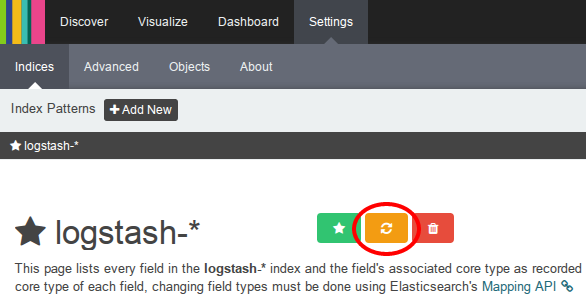 Discover Visualize Dashboard Settings
Indices Advanced Objects About
Index Patterns Add New
logstash-*
logstash-*
This page lists every field in the logstash-* index and the field's associated core type as recorded
core type of each field, changing field types must be done using Elasticsearch's Mapping API